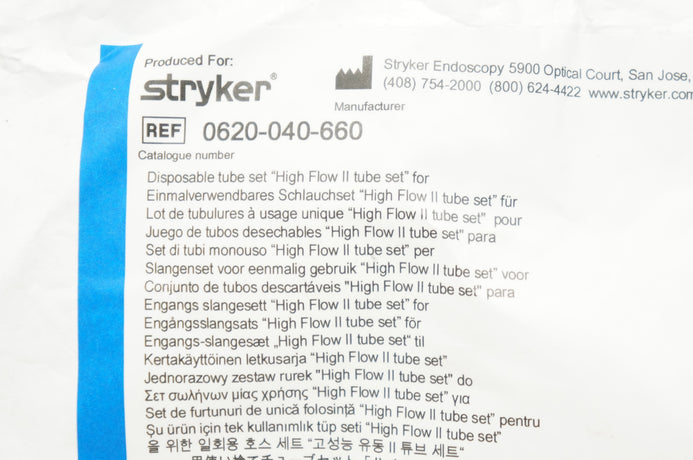 Produced For:
stryker®
Stryker Endoscopy 5900 Optical Court, San Jose,
(408) 754-2000 (800) 624-4422 www.stryker.com
Manufacturer
REF 0620-040-660
Catalogue number
Disposable tube set “High Flow II tube set” for
Einmalverwendbares Schlauchset “High Flow II tube set” für
Lot de tubulures à usage unique “High Flow II tube set” pour
Juego de tubos desechables “High Flow II tube set” para
Set di tubi monouso “High Flow II tube set” per
Slangenset voor eenmalig gebruik “High Flow II tube set” voor
Conjunto de tubos descartáveis "High Flow II tube set" para
Engangs slangesett “High Flow II tube set” for
Engångsslangsats “High Flow II tube set” för
Engangs-slangesæt „High Flow II tube set“ til
Kertakäyttöinen letkusarja “High Flow II tube set”
Jednorazowy zestaw rurek "High Flow II tube set" do
Σετ σωλήνων μίας χρήσης “High Flow II tube set” για
Set de furtunuri de unică folosință “High Flow II tube set” pentru
Şu ürün için tek kullanımlık tüp seti “High Flow II tube set”
을 위한 일회용 호스 세트 “고성능 유동 II 튜브 세트“